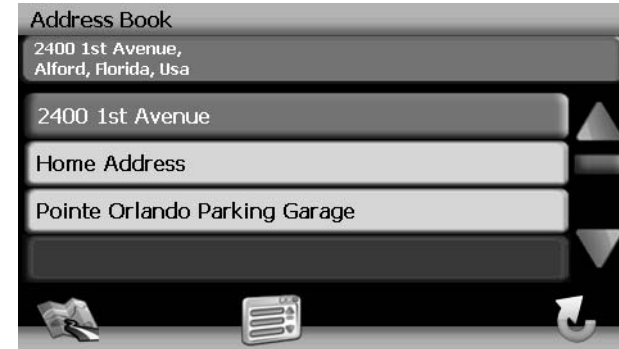 Address Book
2400 1st Avenue,
Alford, Florida, Usa
2400 1st Avenue
Home Address
Pointe Orlando Parking Garage